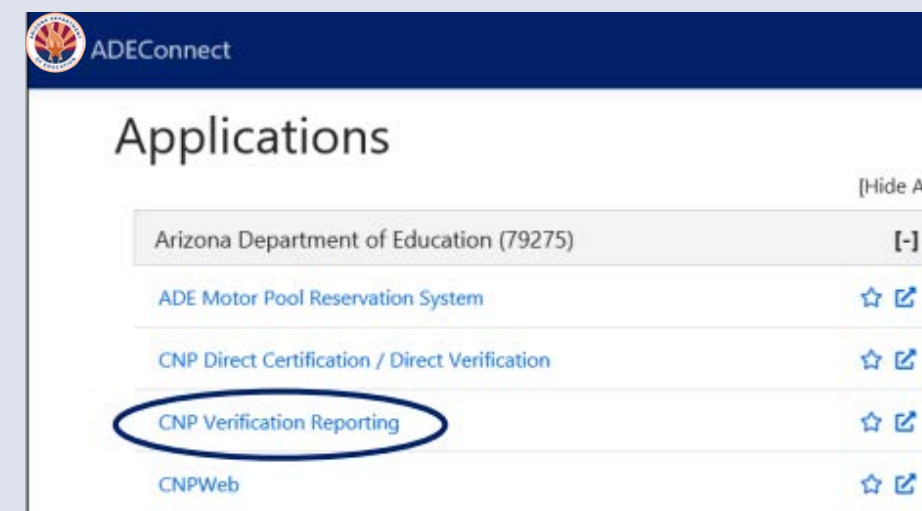 ADEConnect
Applications
[Hide A
Arizona Department of Education (79275) [-]
ADE Motor Pool Reservation System
CNP Direct Certification / Direct Verification
CNP Verification Reporting
CNPWeb